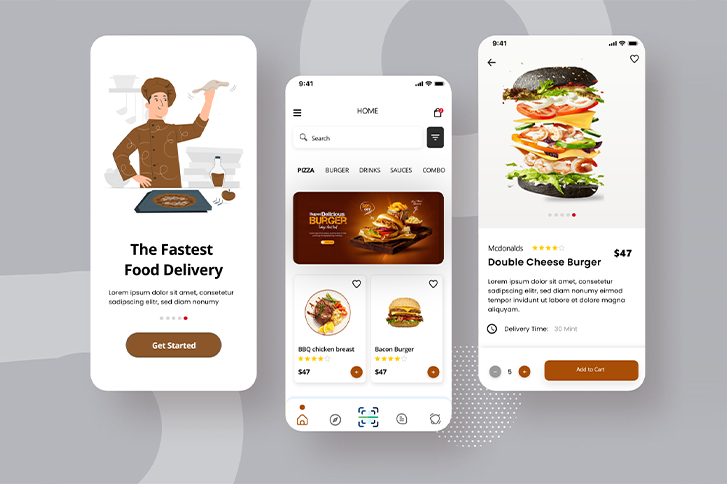 The Fastest
Food Delivery
Lorem ipsum dolor sit amet, consectetur
sadipscing elitr, sed diam nonumy
Get Started
9:41
HOME
Search
PIZZA BURGER DRINKS SAUCES COMBO
Super Delicious
BURGER
BBQ chicken breast
$47
Bacon Burger
$47
9:41
Mcdonalds
Double Cheese Burger
$47
Lorem ipsum dolor sit amet, consetetur
sadipscing elitr, sed diam nonumy eirmod
tempor invidunt ut labore et dolore magna
aliquyam.
Delivery Time: 30 Mint
5
Add to Cart